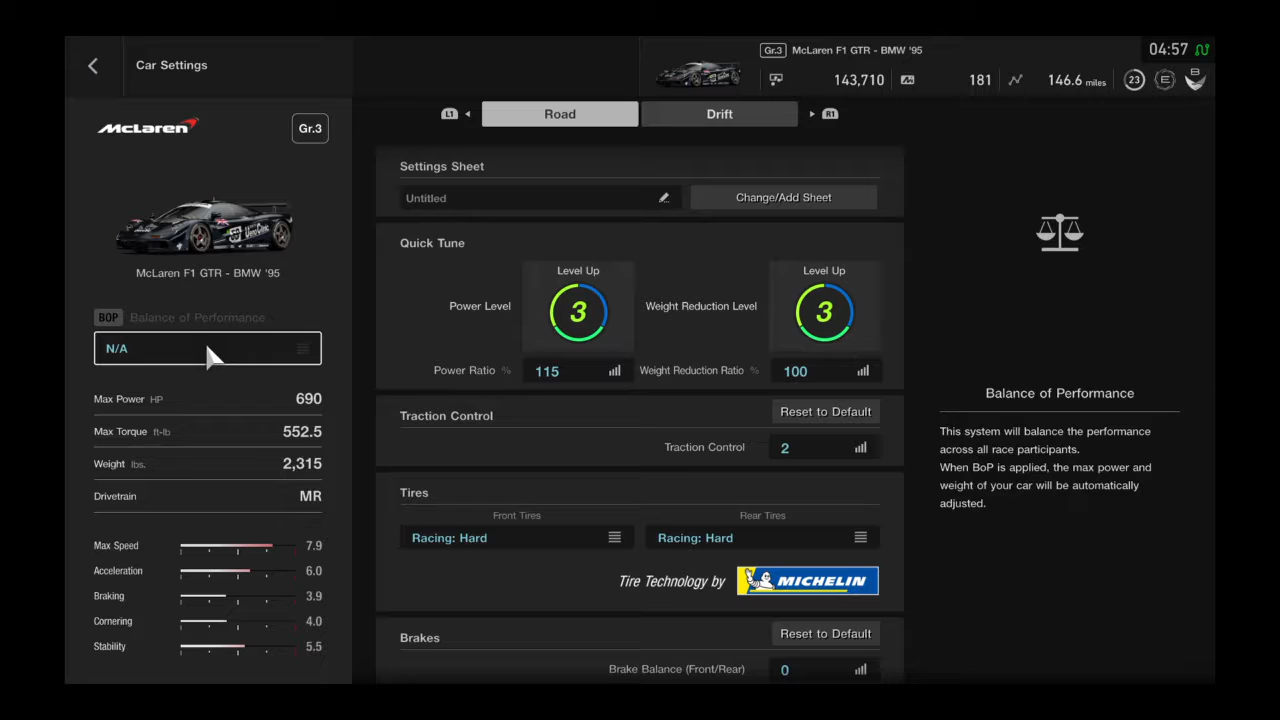 Car Settings
Gr.3 McLaren F1 GTR - BMW '95
04:57
143,710
181
146.6 miles
23
E
B
McLaren
Gr.3
McLaren F1 GTR - BMW '95
BOP Balance of Performance
N/A
Max Power HP 690
Max Torque ft-lb 552.5
Weight lbs. 2,315
Drivetrain MR
Max Speed 7.9
Acceleration 6.0
Braking 3.9
Cornering 4.0
Stability 5.5
L1 Road Drift R1
Settings Sheet
Untitled
Change/Add Sheet
Quick Tune
Power Level
Level Up
3
Weight Reduction Level
Level Up
3
Power Ratio % 115
Weight Reduction Ratio % 100
Traction Control
Reset to Default
Traction Control 2
Tires
Front Tires
Rear Tires
Racing: Hard
Racing: Hard
Tire Technology by MICHELIN
Brakes
Reset to Default
Brake Balance (Front/Rear) 0
Balance of Performance
This system will balance the performance
across all race participants.
When BoP is applied, the max power and
weight of your car will be automatically
adjusted.